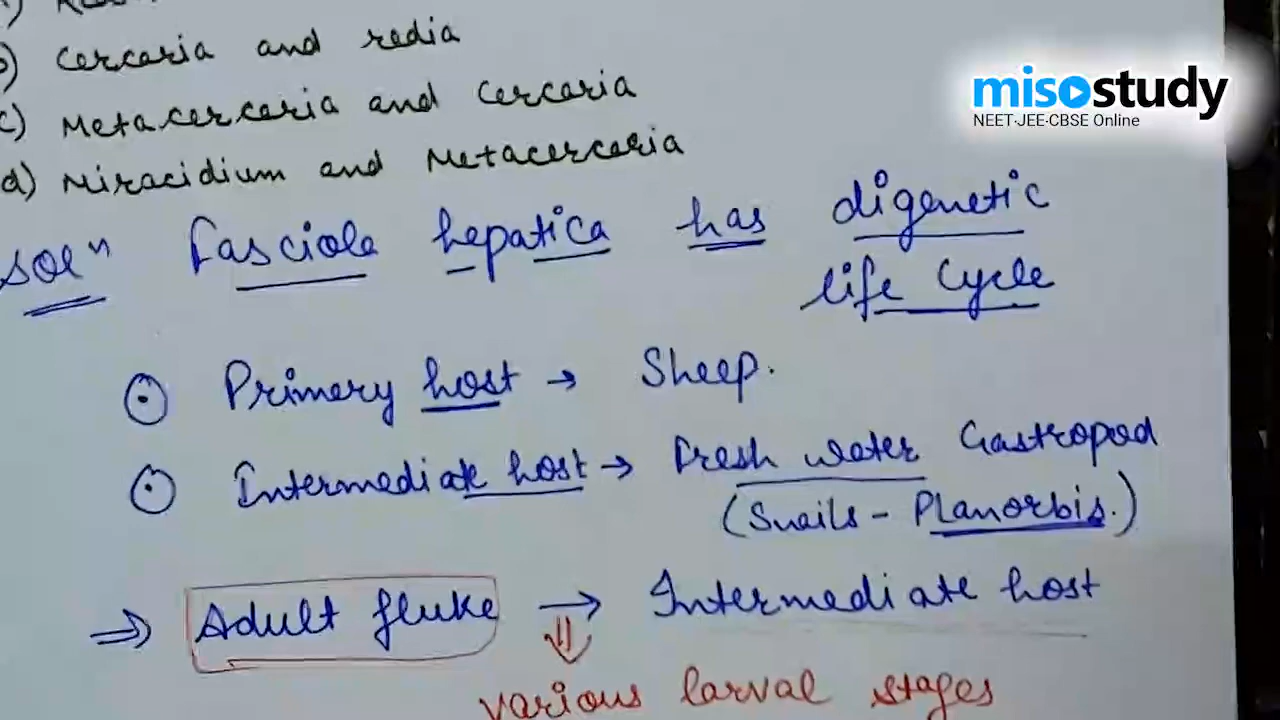 b) Cercaria and redia
c) Metacercaria and Cercaria
d) Miracidium and Metacercaria
misostudy
NEET-JEE-CBSE Online
Solⁿ Fasciola hepatica has digenetic
life Cycle
Primary host → Sheep.
Intermediate host → Fresh water Gastropod
(Snails - Planorbis.)
⇒ Adult fluke → Intermediate host
⇓
various larval stages